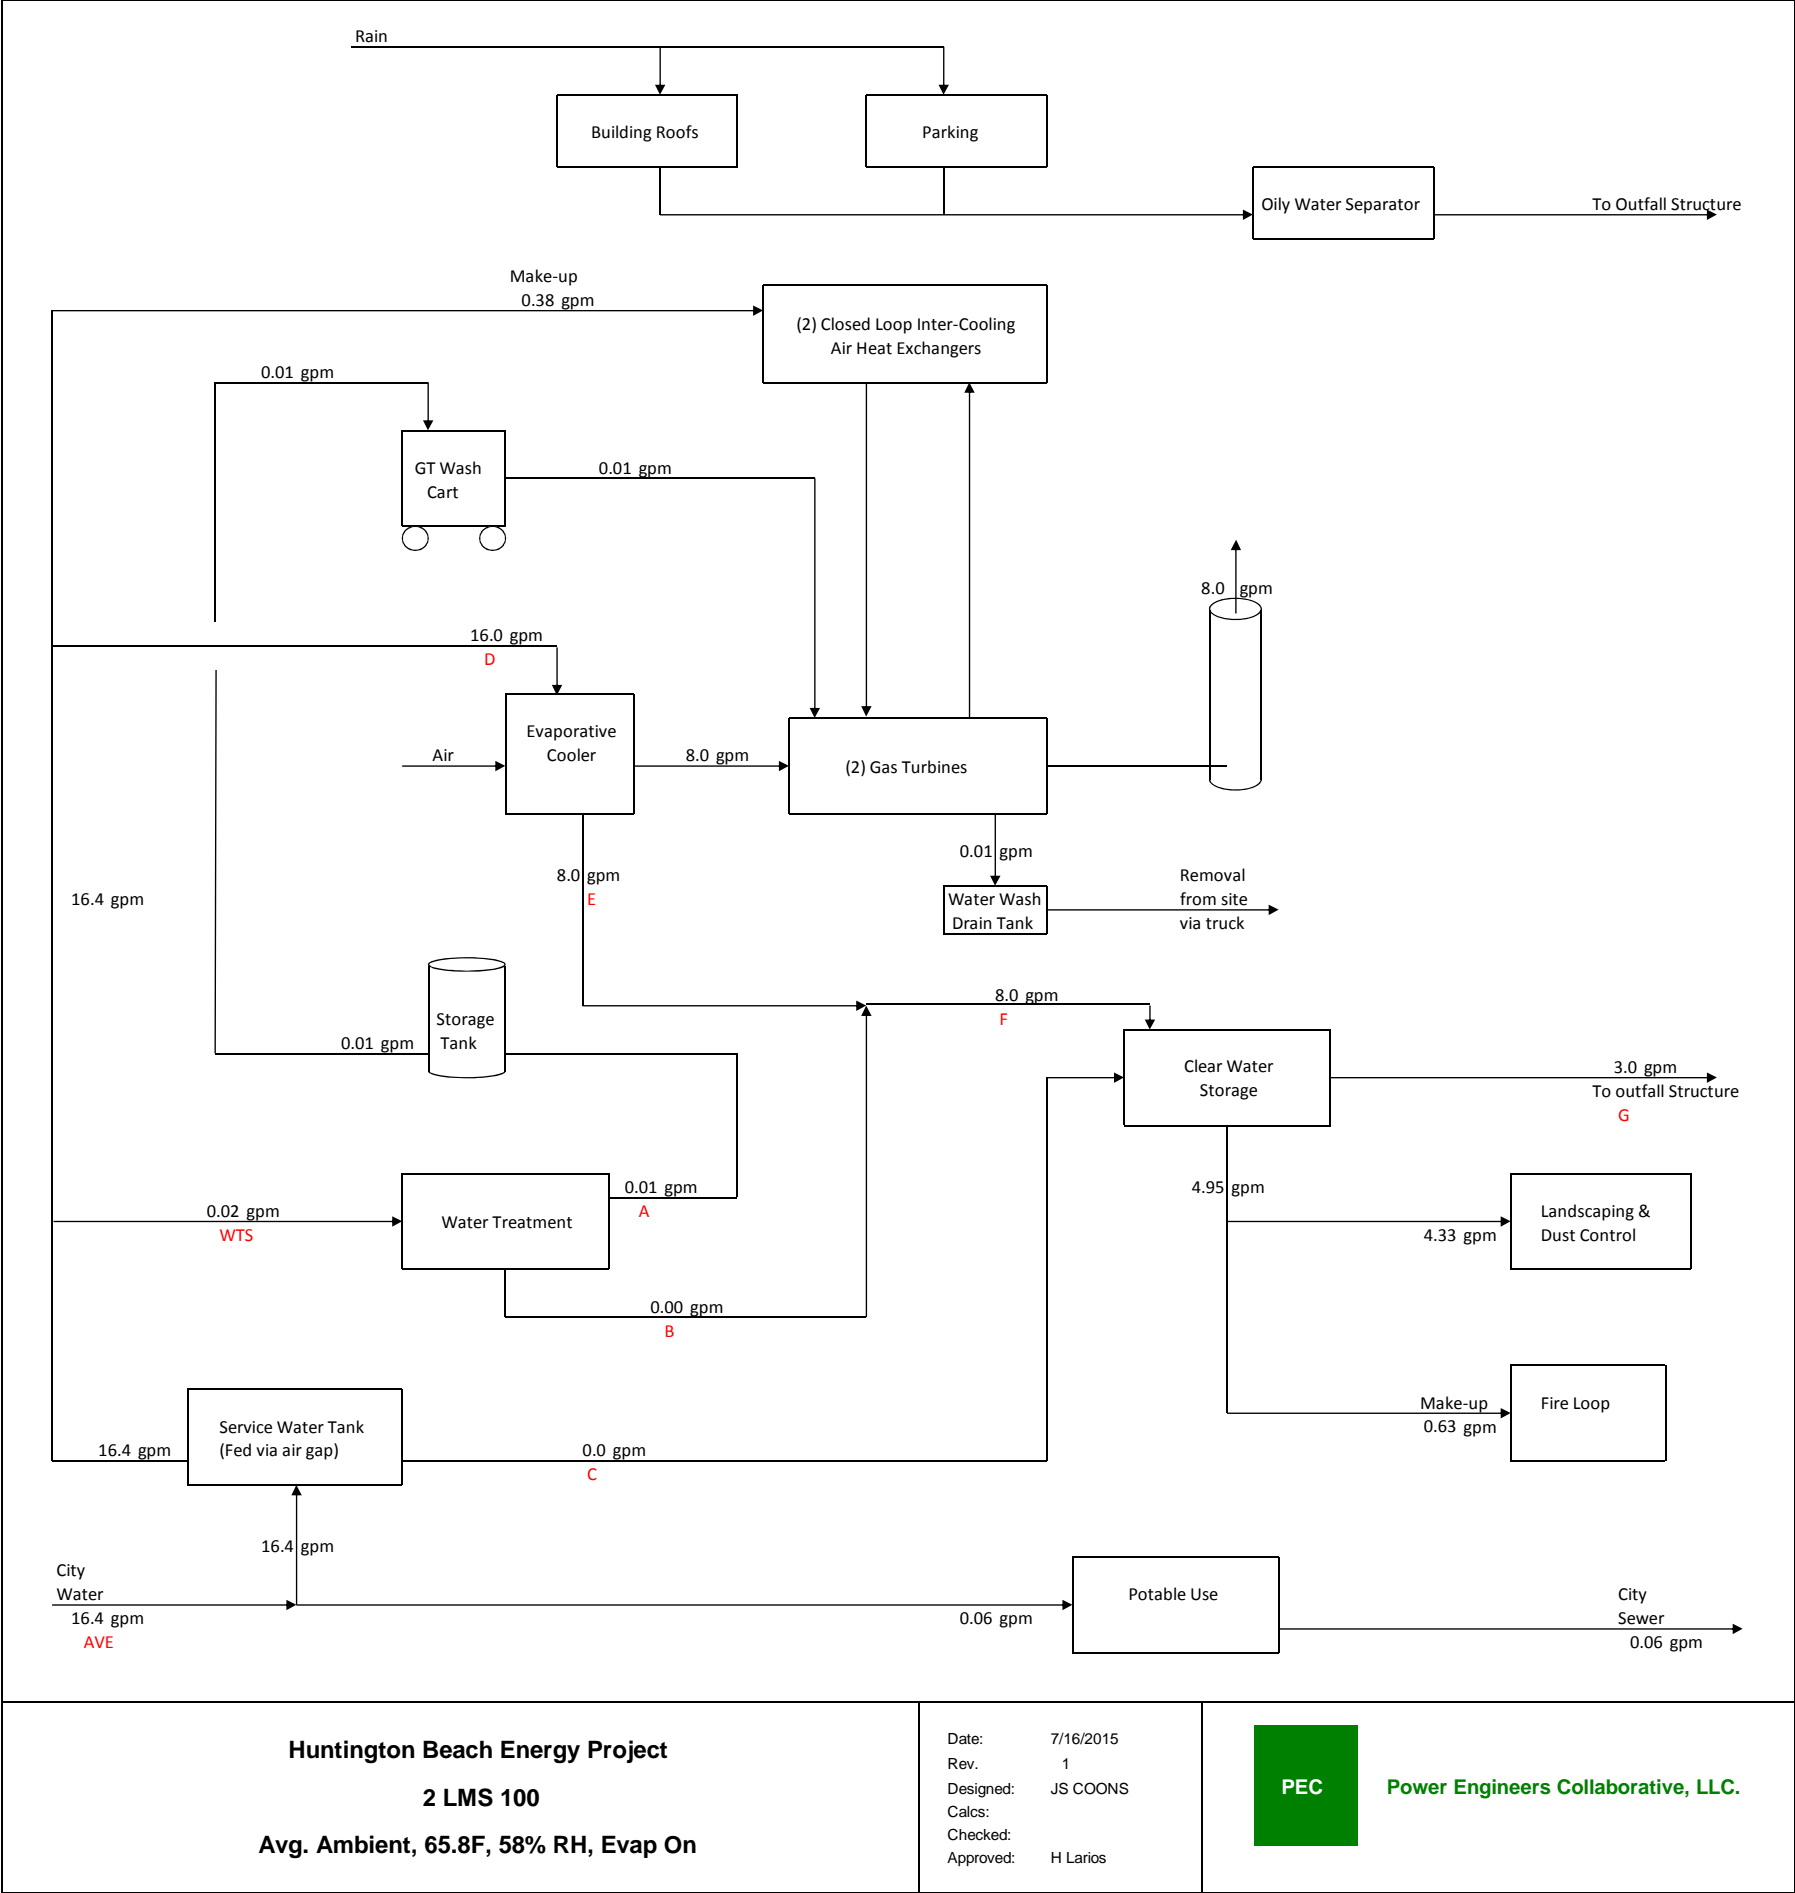 Rain
Building Roofs
Parking
Oily Water Separator
To Outfall Structure
Make-up
0.38 gpm
(2) Closed Loop Inter-Cooling
Air Heat Exchangers
0.01 gpm
GT Wash
Cart
0.01 gpm
8.0 gpm
16.0 gpm
D
Evaporative
Cooler
Air
8.0 gpm
(2) Gas Turbines
0.01 gpm
8.0 gpm
E
16.4 gpm
Water Wash
Drain Tank
Removal
from site
via truck
8.0 gpm
F
Storage
Tank
0.01 gpm
Clear Water
Storage
3.0 gpm
To outfall Structure
G
0.01 gpm
A
4.95 gpm
0.02 gpm
WTS
Water Treatment
Landscaping &
Dust Control
4.33 gpm
0.00 gpm
B
Make-up
0.63 gpm
Fire Loop
Service Water Tank
(Fed via air gap)
16.4 gpm
0.0 gpm
C
16.4 gpm
City
Water
16.4 gpm
AVE
0.06 gpm
Potable Use
City
Sewer
0.06 gpm
Huntington Beach Energy Project
2 LMS 100
Avg. Ambient, 65.8F, 58% RH, Evap On
Date: 7/16/2015
Rev. 1
Designed: JS COONS
Calcs:
Checked:
Approved: H Larios
PEC
Power Engineers Collaborative, LLC.